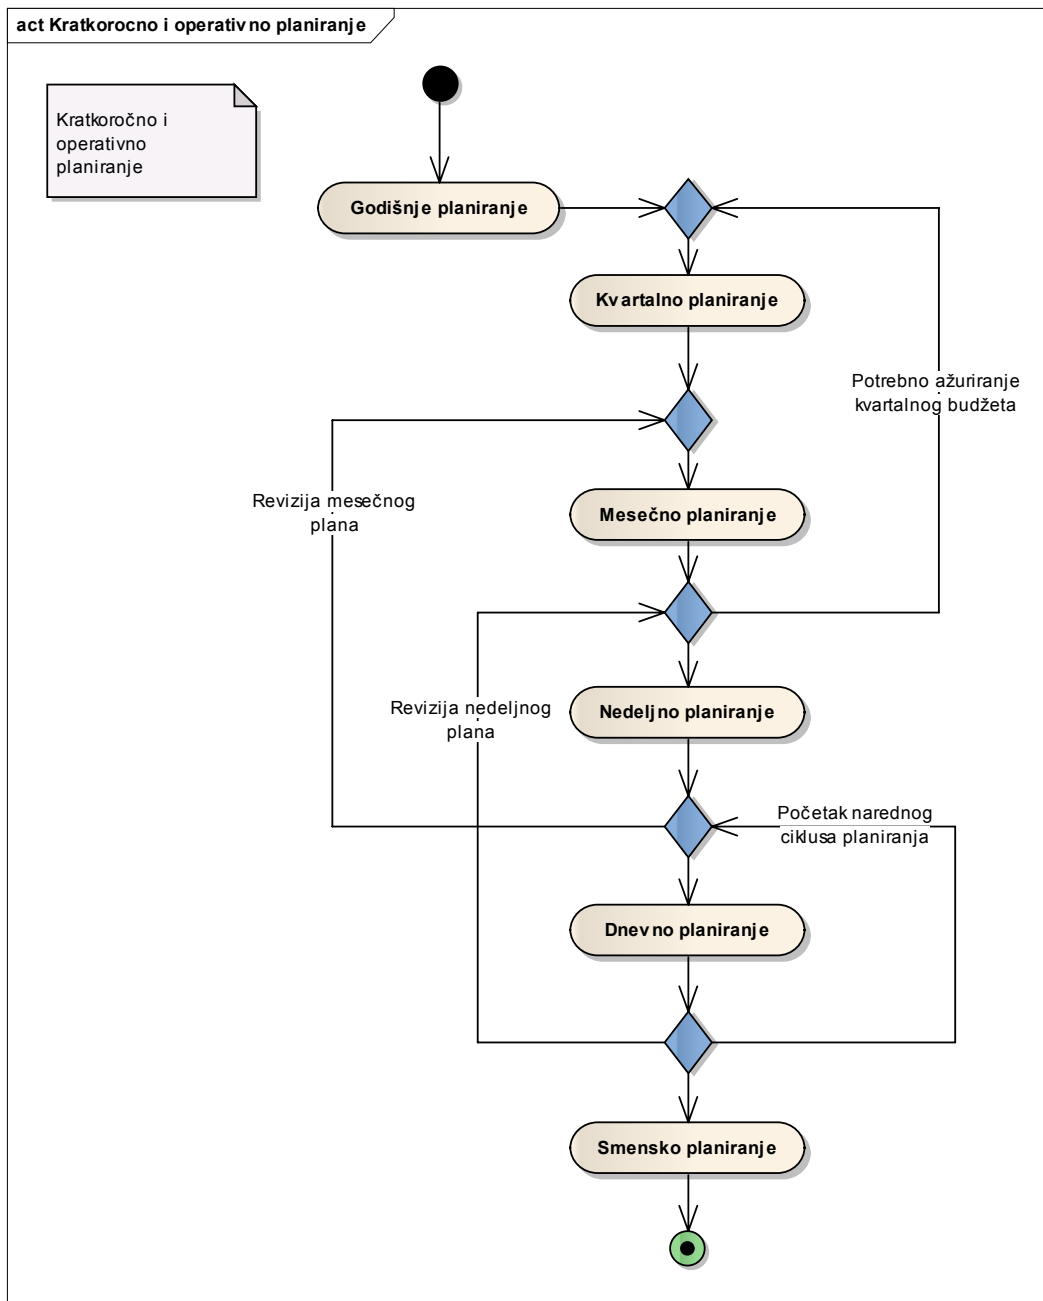 act Kratkorocno i operativno planiranje
Kratkoročno i
operativno
planiranje
Godišnje planiranje
Kvartalno planiranje
Potrebno ažuriranje
kvartalnog budžeta
Revizija mesečnog
plana
Mesečno planiranje
Revizija nedeljnog
plana
Nedeljno planiranje
Početak narednog
ciklusa planiranja
Dnevno planiranje
Smensko planiranje